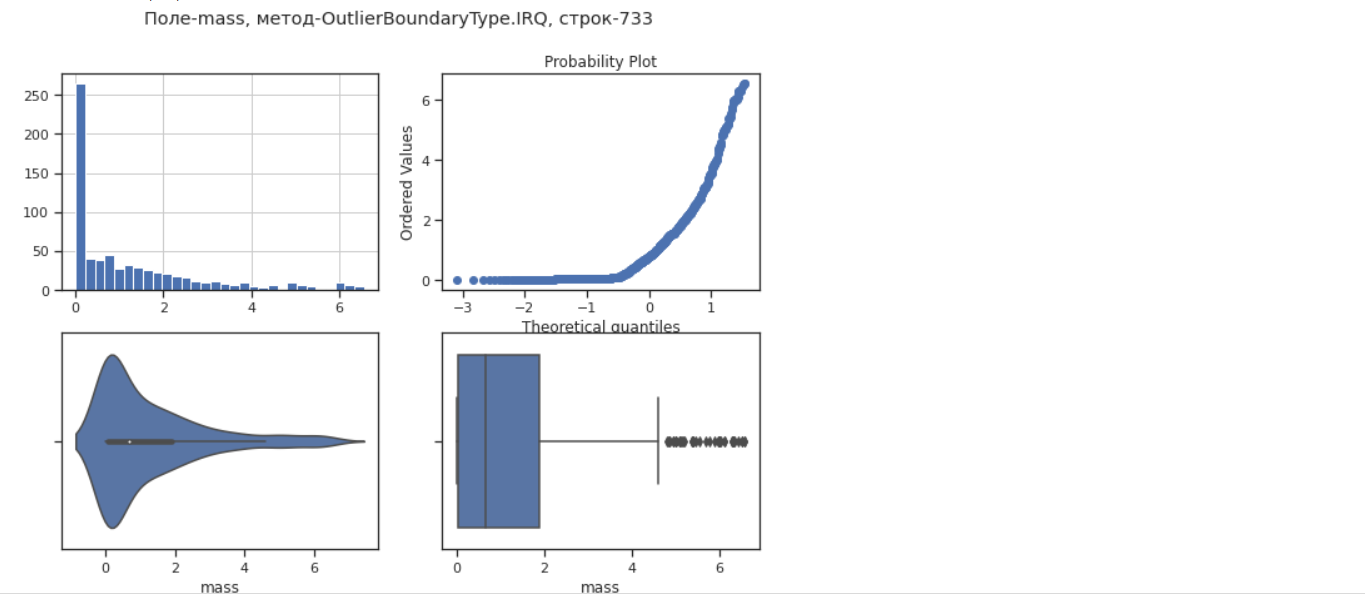 Поле-mass, метод-OutlierBoundaryType.IRQ, строк-733
Probability Plot
250
200
150
100
50
0
0 2 4 6
Ordered Values
6
4
2
0
−3 −2 −1 0 1
Theoretical quantiles
0 2 4 6
mass
0 2 4 6
mass